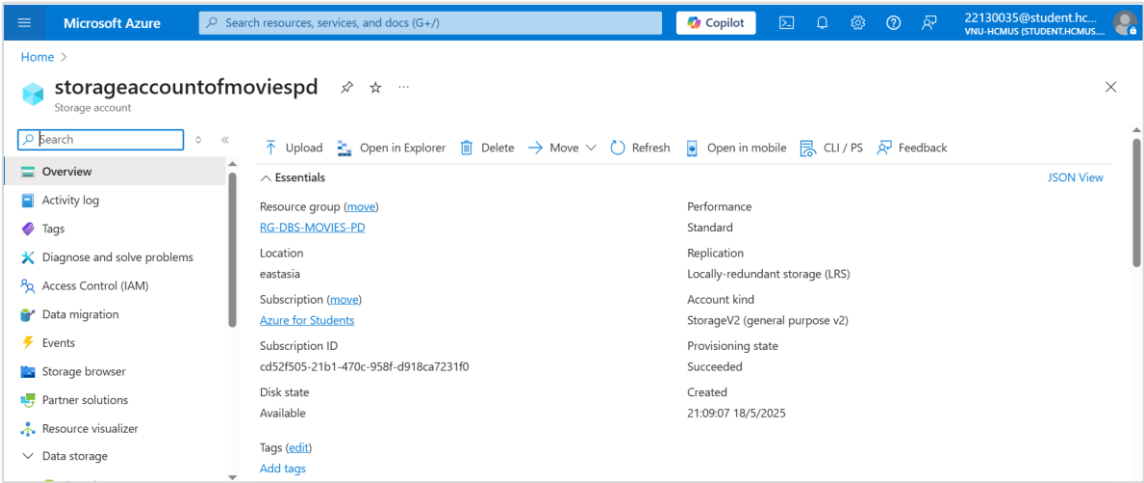 Microsoft Azure
Search resources, services, and docs (G+/)
Copilot
22130035@student.hc...
VNU-HCMUS (STUDENT.HCMUS....
Home >
storageaccountofmoviespd
Storage account
Search
Upload
Open in Explorer
Delete
Move
Refresh
Open in mobile
CLI / PS
Feedback
Overview
Activity log
Tags
Diagnose and solve problems
Access Control (IAM)
Data migration
Events
Storage browser
Partner solutions
Resource visualizer
Data storage
Essentials
JSON View
Resource group (move)
RG-DBS-MOVIES-PD
Location
eastasia
Subscription (move)
Azure for Students
Subscription ID
cd52f505-21b1-470c-958f-d918ca7231f0
Disk state
Available
Tags (edit)
Add tags
Performance
Standard
Replication
Locally-redundant storage (LRS)
Account kind
StorageV2 (general purpose v2)
Provisioning state
Succeeded
Created
21:09:07 18/5/2025